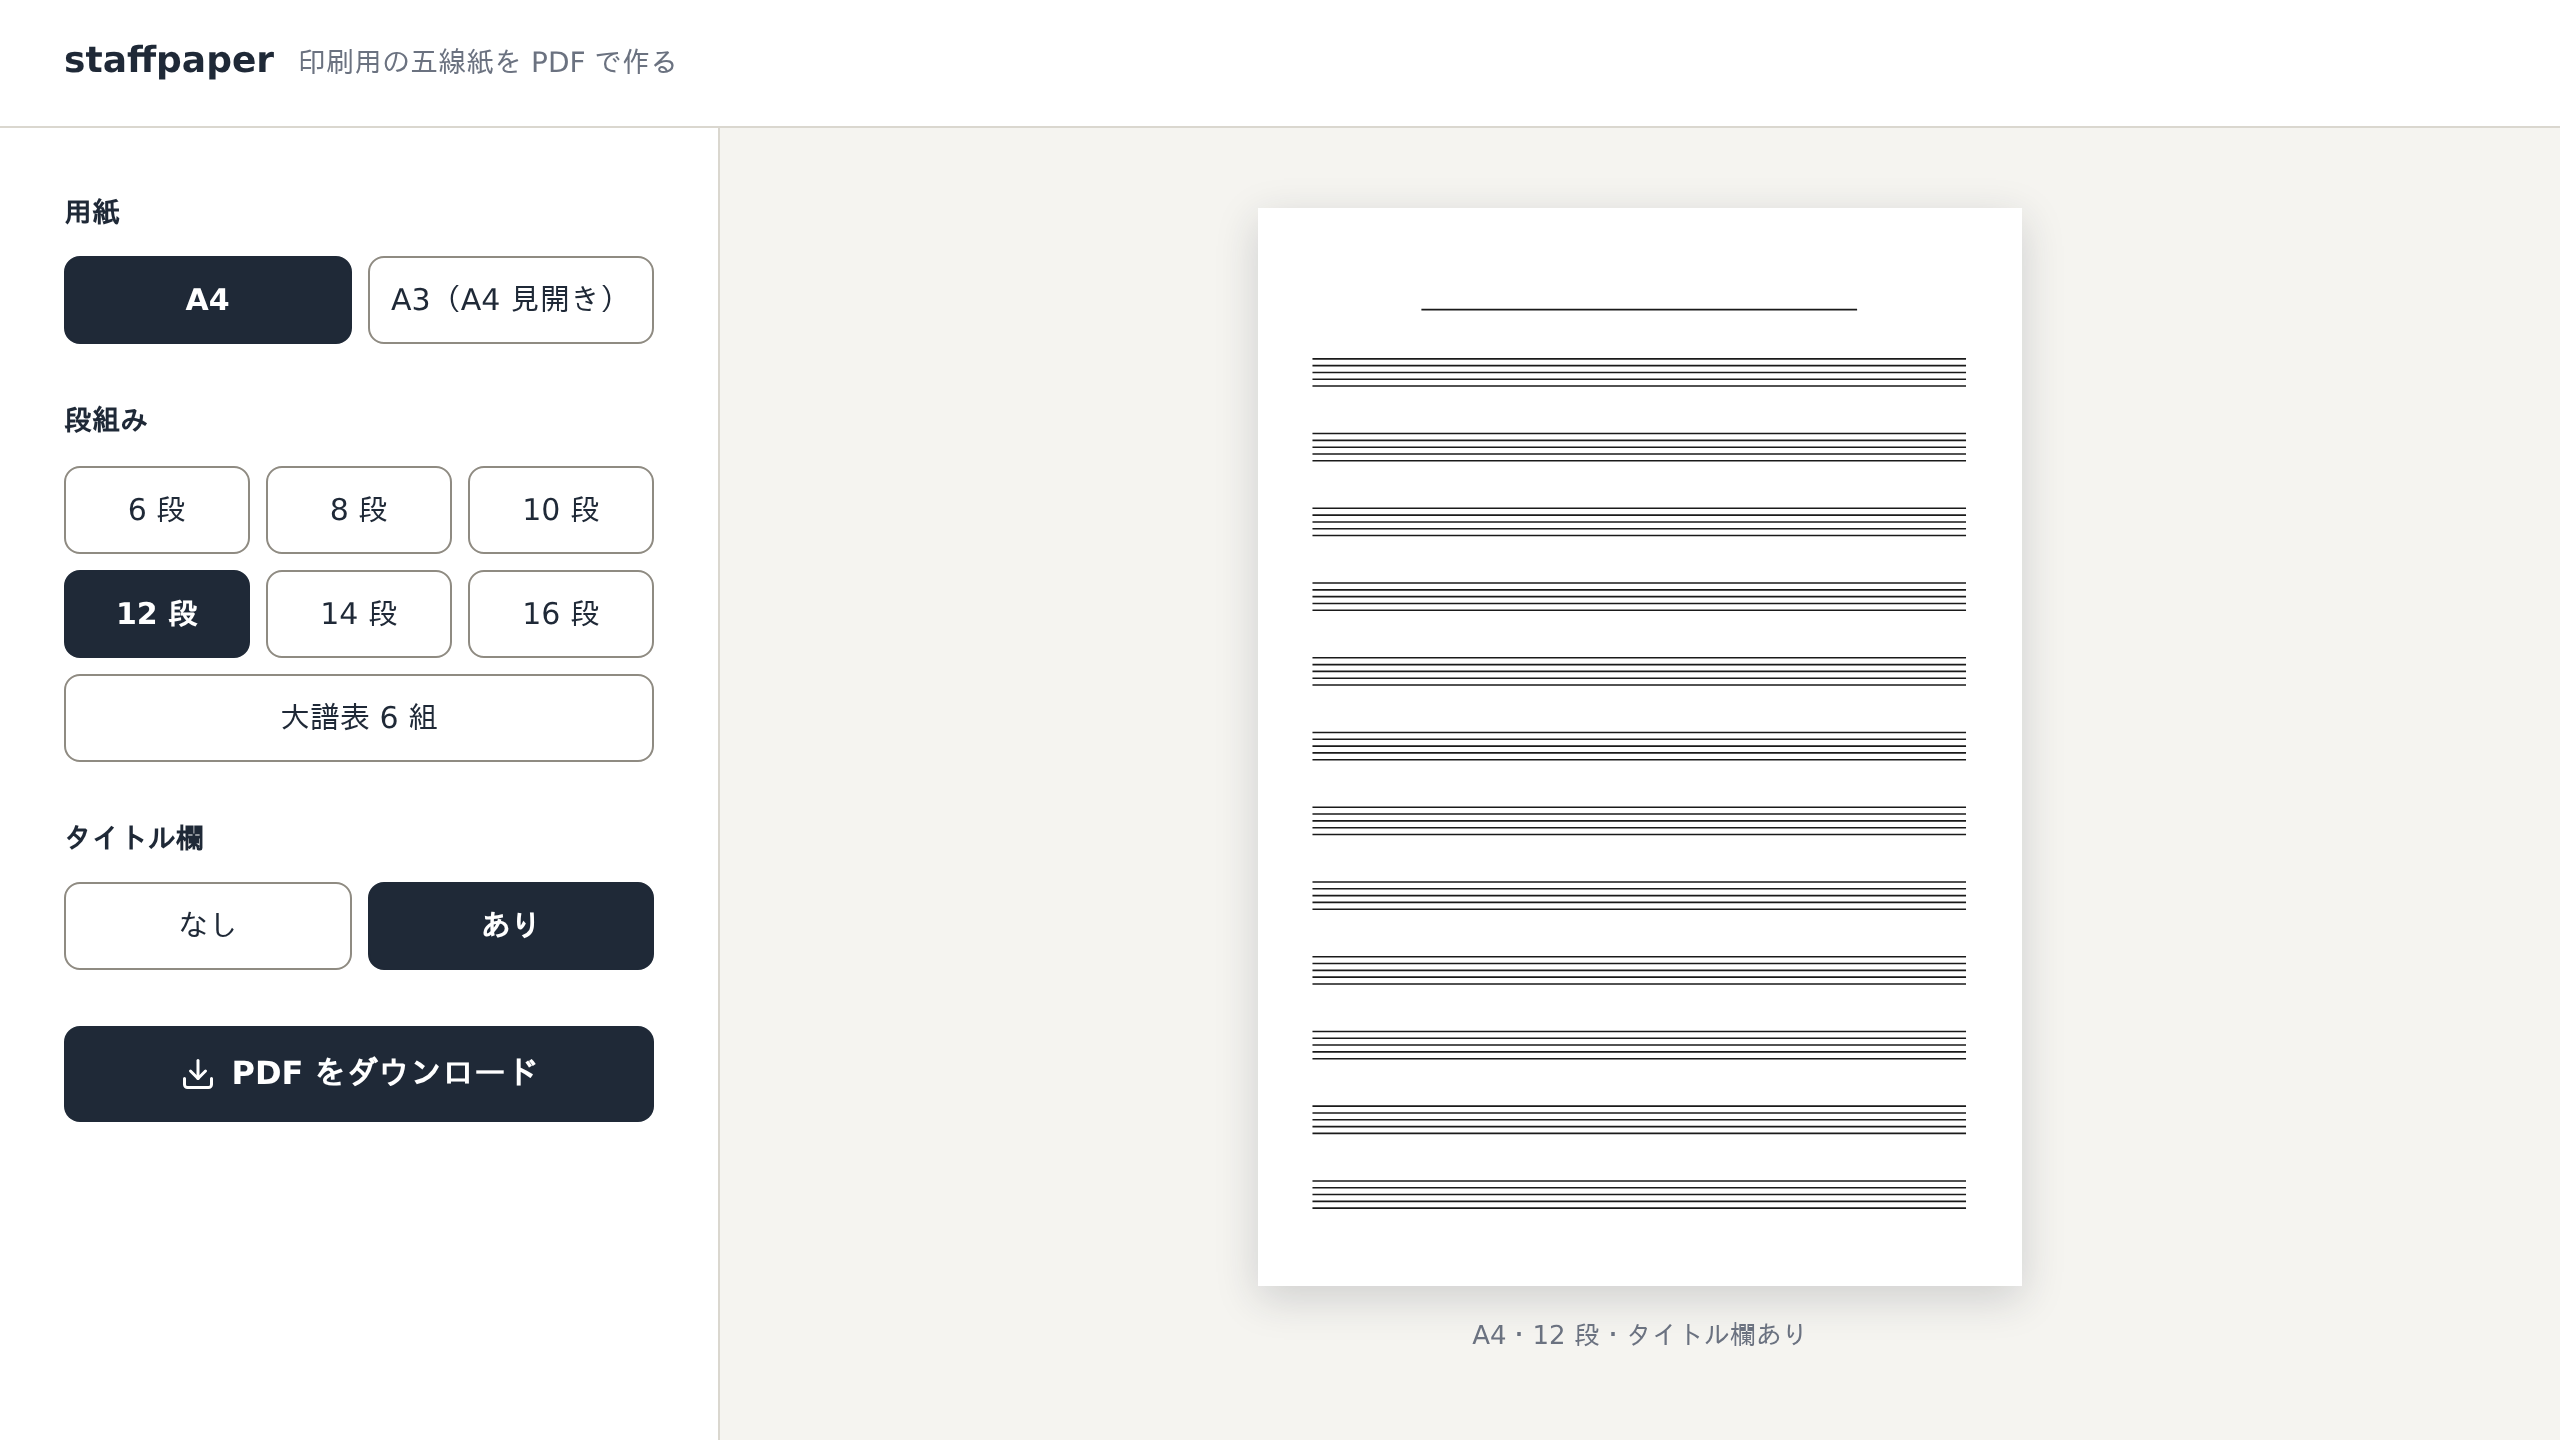 staffpaper 印刷用の五線紙を PDF で作る
用紙
A4
A3（A4 見開き）
段組み
6 段
8 段
10 段
12 段
14 段
16 段
大譜表 6 組
タイトル欄
なし
あり
PDF をダウンロード
A4・12 段・タイトル欄あり